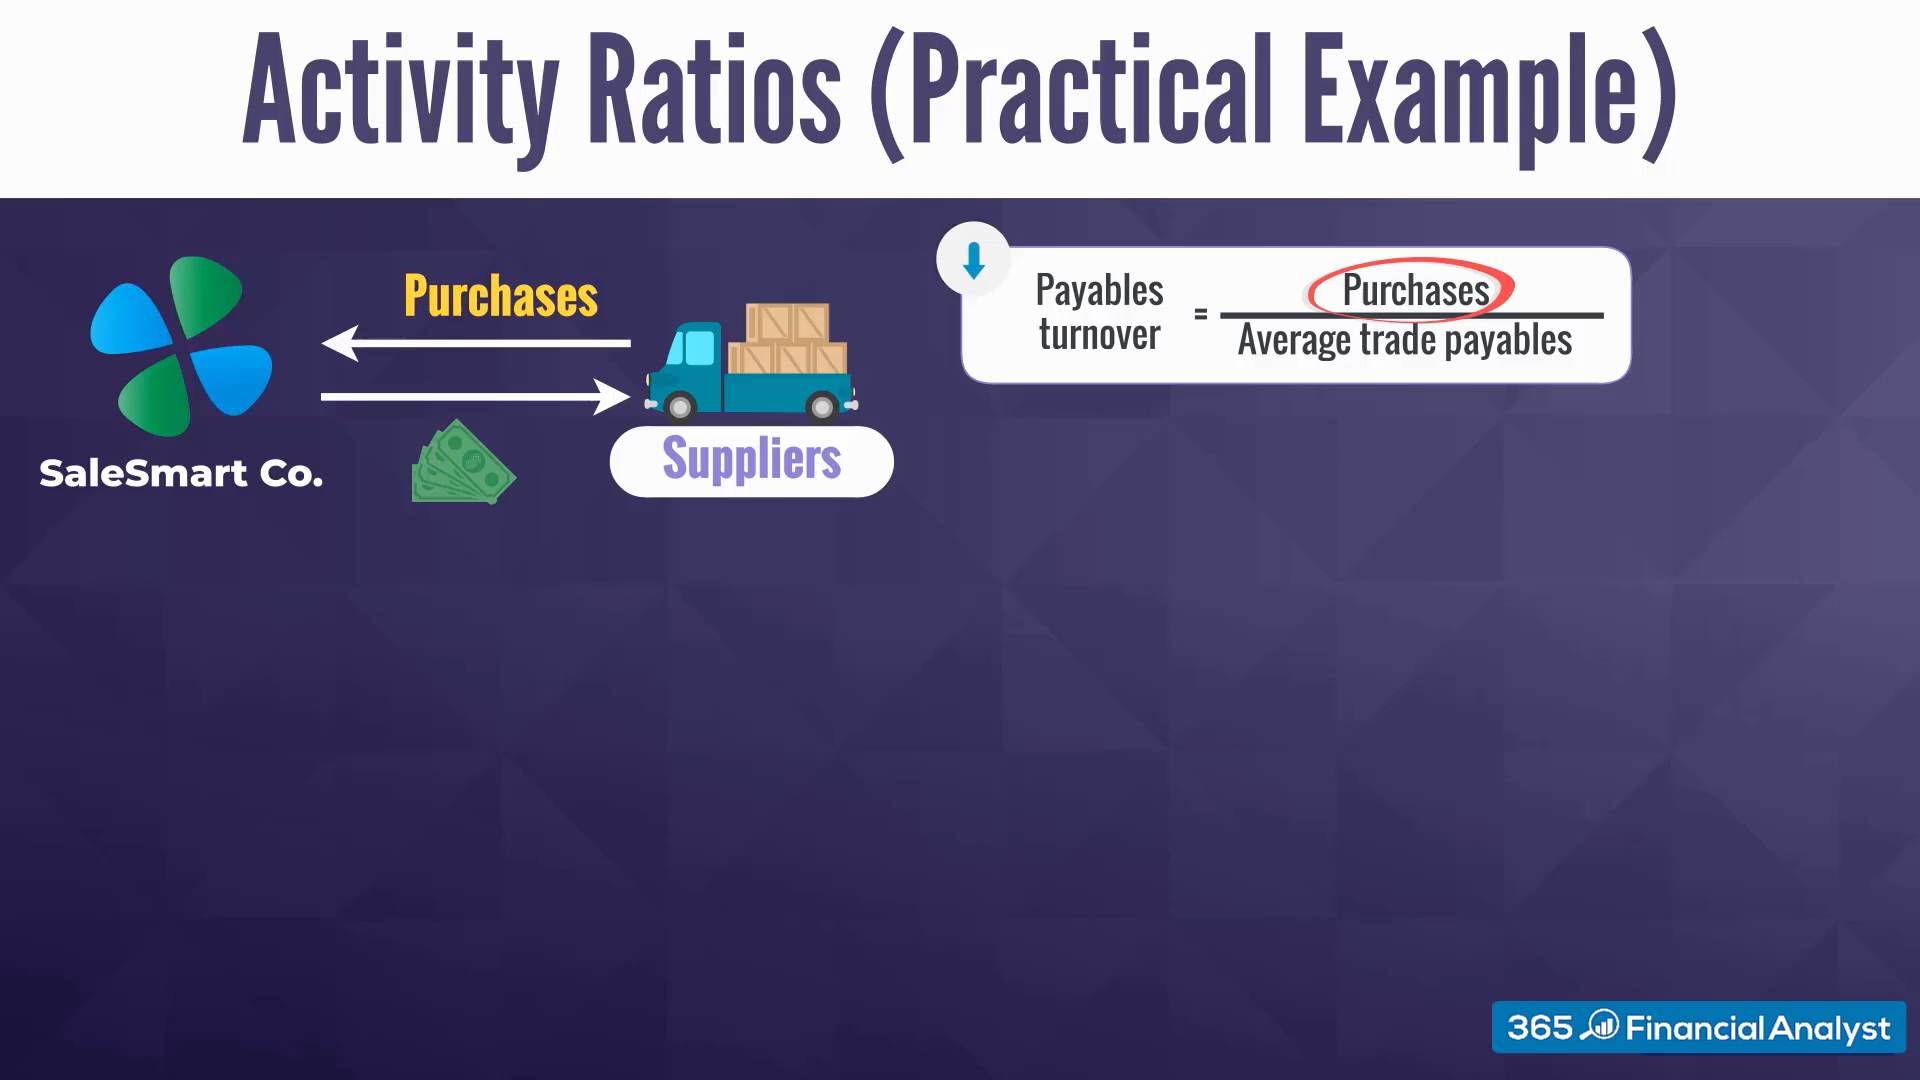 Activity Ratios (Practical Example)
Purchases
SaleSmart Co.
Suppliers
Payables
turnover
=
Purchases
Average trade payables
365 Financial Analyst